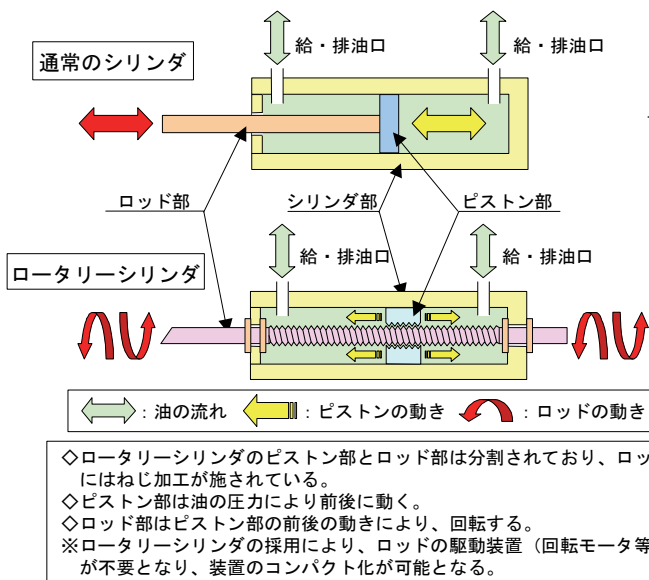 給・排油口　給・排油口
通常のシリンダ
ロッド部　シリンダ部　ピストン部
給・排油口　給・排油口
ロータリーシリンダ
：油の流れ　：ピストンの動き　：ロッドの動き
◇ロータリーシリンダのピストン部とロッド部は分割されており、ロッ
にはねじ加工が施されている。
◇ピストン部は油の圧力により前後に動く。
◇ロッド部はピストン部の前後の動きにより、回転する。
※ロータリーシリンダの採用により、ロッドの駆動装置（回転モータ等
が不要となり、装置のコンパクト化が可能となる。